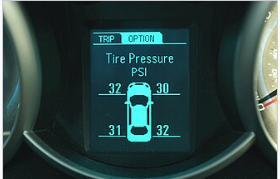 TRIP OPTION
Tire Pressure
PSI
32 30
31 32